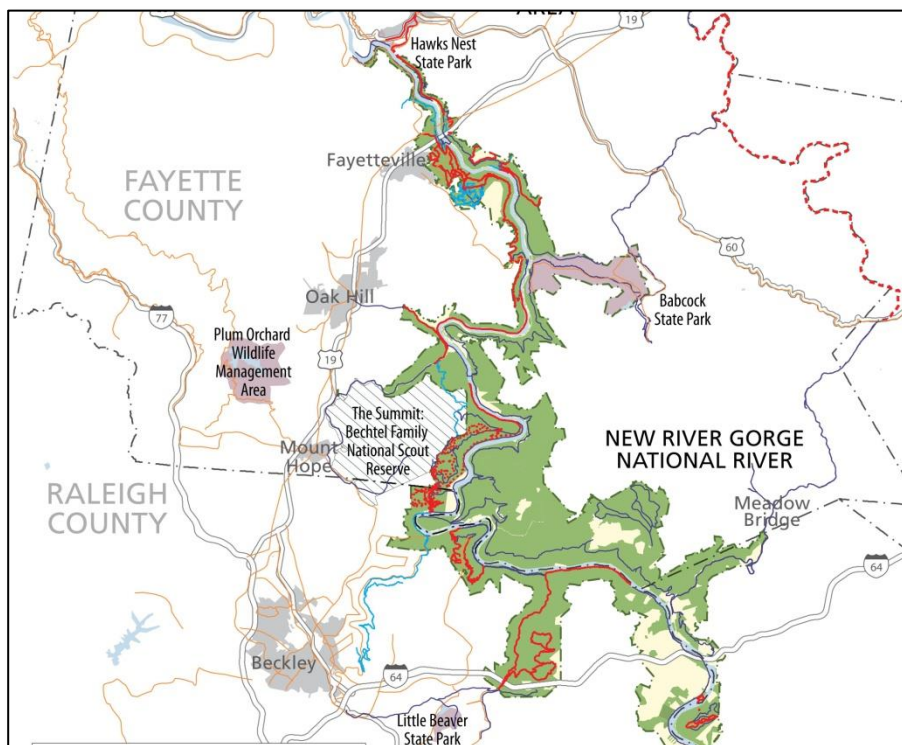 AREA
19
Hawks Nest
State Park
Fayetteville
FAYETTE
COUNTY
60
Oak Hill
Babcock
State Park
77
Plum Orchard
Wildlife
Management
Area
19
The Summit:
Bechtel Family
National Scout
Reserve
NEW RIVER GORGE
NATIONAL RIVER
Mount
Hope
RALEIGH
COUNTY
Meadow
Bridge
64
Beckley
64
Little Beaver
State Park